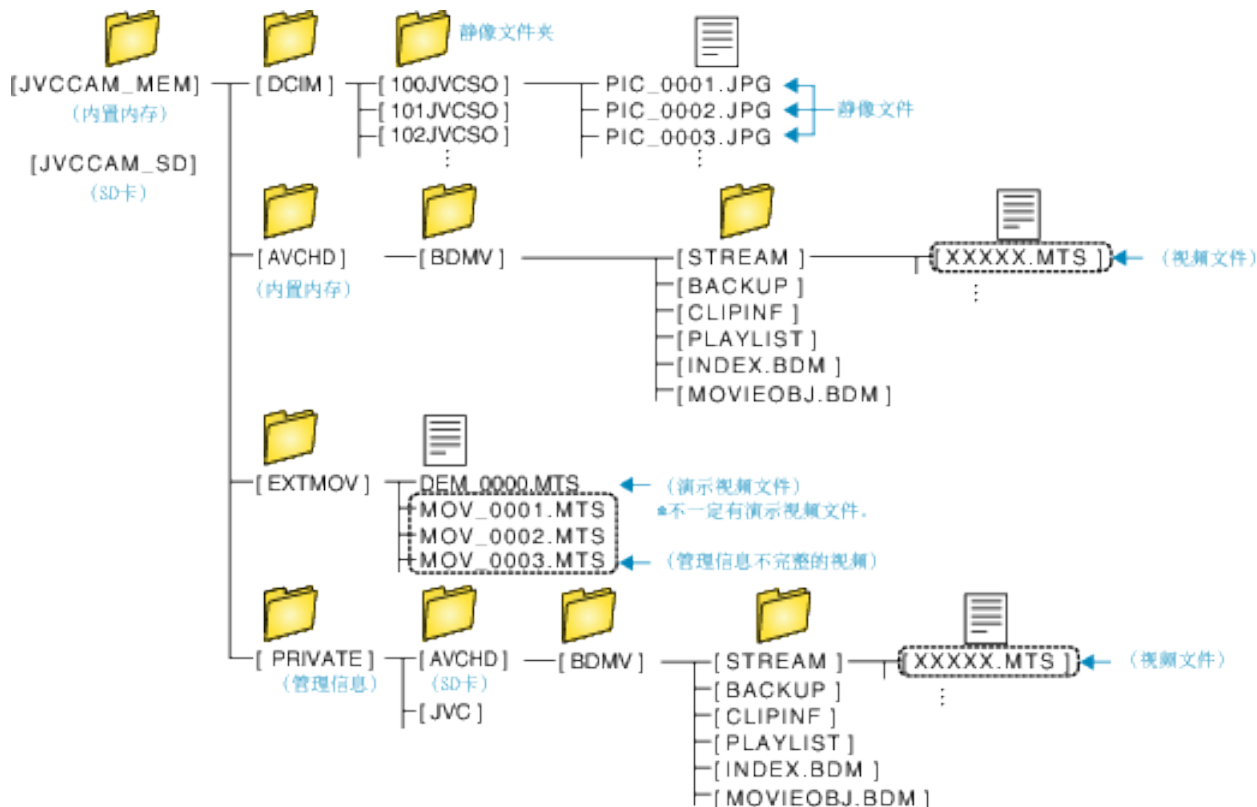 静像文件夹
[JVCCAM_MEM]
[DCIM]
[100JVCSO]
PIC_0001.JPG
(内置内存)
[101JVCSO]
PIC_0002.JPG
静像文件
[102JVCSO]
PIC_0003.JPG
[JVCCAM_SD]
(SD卡)
[AVCHD]
[BDMV]
[STREAM]
[XXXXX.MTS]
(视频文件)
(内置内存)
[BACKUP]
[CLIPINF]
[PLAYLIST]
[INDEX.BDM]
[MOVIEOBJ.BDM]
[EXTMOV]
DEM_0000.MTS
(演示视频文件)
MOV_0001.MTS
*不一定有演示视频文件.
MOV_0002.MTS
MOV_0003.MTS
(管理信息不完整的视频)
[PRIVATE]
[AVCHD]
[BDMV]
[STREAM]
[XXXXX.MTS]
(视频文件)
(管理信息)
(SD卡)
[BACKUP]
[JVC]
[CLIPINF]
[PLAYLIST]
[INDEX.BDM]
[MOVIEOBJ.BDM]